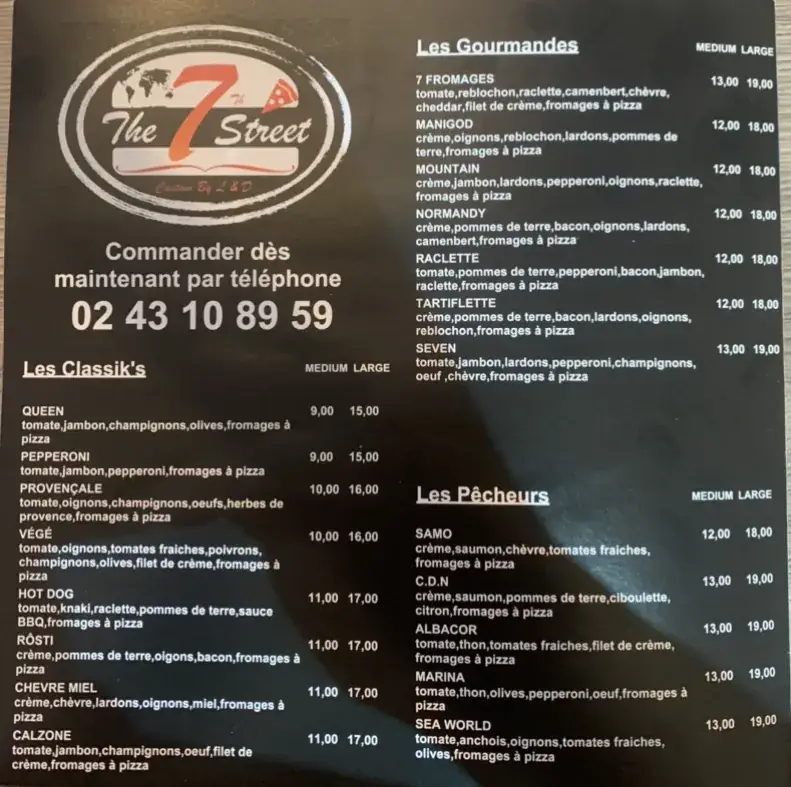 The 7 Th Street
Custom By L & D
Commander dès
maintenant par téléphone
02 43 10 89 59
Les Classik's MEDIUM LARGE
QUEEN 9,00 15,00
tomate,jambon,champignons,olives,fromages à
pizza
PEPPERONI 9,00 15,00
tomate,jambon,pepperoni,fromages à pizza
PROVENÇALE 10,00 16,00
tomate,oignons,champignons,oeufs,herbes de
provence,fromages à pizza
VÉGÉ 10,00 16,00
tomate,oignons,tomates fraiches,poivrons,
champignons,olives,filet de crème,fromages à
pizza
HOT DOG 11,00 17,00
tomate,knaki,raclette,pommes de terre,sauce
BBQ,fromages à pizza
RÔSTI 11,00 17,00
crème,pommes de terre,oigons,bacon,fromages à
pizza
CHEVRE MIEL 11,00 17,00
crème,chèvre,lardons,oignons,miel,fromages à
pizza
CALZONE 11,00 17,00
tomate,jambon,champignons,oeuf,filet de
crème,fromages à pizza
Les Gourmandes MEDIUM LARGE
7 FROMAGES 13,00 19,00
tomate,reblochon,raclette,camenbert,chèvre,
cheddar,filet de crème,fromages à pizza
MANIGOD 12,00 18,00
crème,oignons,reblochon,lardons,pommes de
terre,fromages à pizza
MOUNTAIN 12,00 18,00
crème,jambon,lardons,pepperoni,oignons,raclette,
fromages à pizza
NORMANDY 12,00 18,00
crème,pommes de terre,bacon,oignons,lardons,
camenbert,fromages à pizza
RACLETTE 12,00 18,00
tomate,pommes de terre,pepperoni,bacon,jambon,
raclette,fromages à pizza
TARTIFLETTE 12,00 18,00
crème,pommes de terre,bacon,lardons,oignons,
reblochon,fromages à pizza
SEVEN 13,00 19,00
tomate,jambon,lardons,pepperoni,champignons,
oeuf ,chèvre,fromages à pizza
Les Pêcheurs MEDIUM LARGE
SAMO 12,00 18,00
crème,saumon,chèvre,tomates fraiches,
fromages à pizza
C.D.N 13,00 19,00
crème,saumon,pommes de terre,ciboulette,
citron,fromages à pizza
ALBACOR 13,00 19,00
tomate,thon,tomates fraiches,filet de crème,
fromages à pizza
MARINA 13,00 19,00
tomate,thon,olives,pepperoni,oeuf,fromages à
pizza
SEA WORLD 13,00 19,00
tomate,anchois,oignons,tomates fraiches,
olives,fromages à pizza